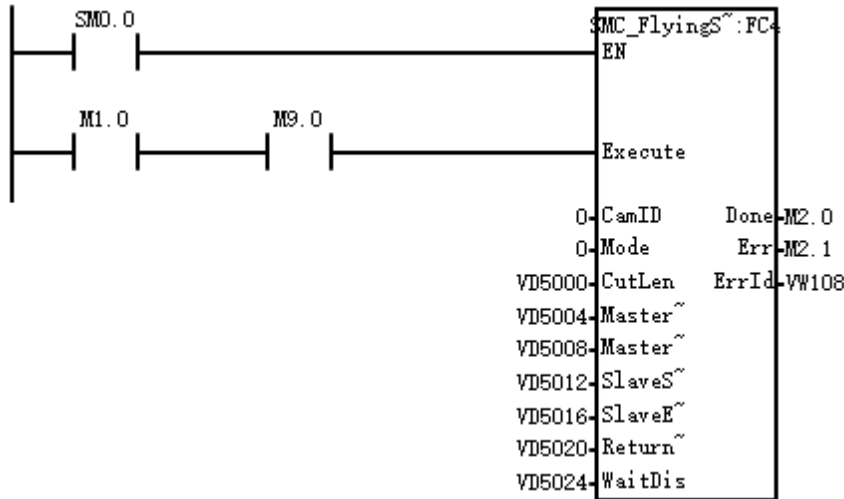 SM0.0
SMC_FlyingS~:FC4
EN
M1.0 M9.0
Execute
0 CamID Done M2.0
0 Mode Err M2.1
VD5000 CutLen ErrId VW108
VD5004 Master~
VD5008 Master~
VD5012 SlaveS~
VD5016 SlaveE~
VD5020 Return~
VD5024 WaitDis